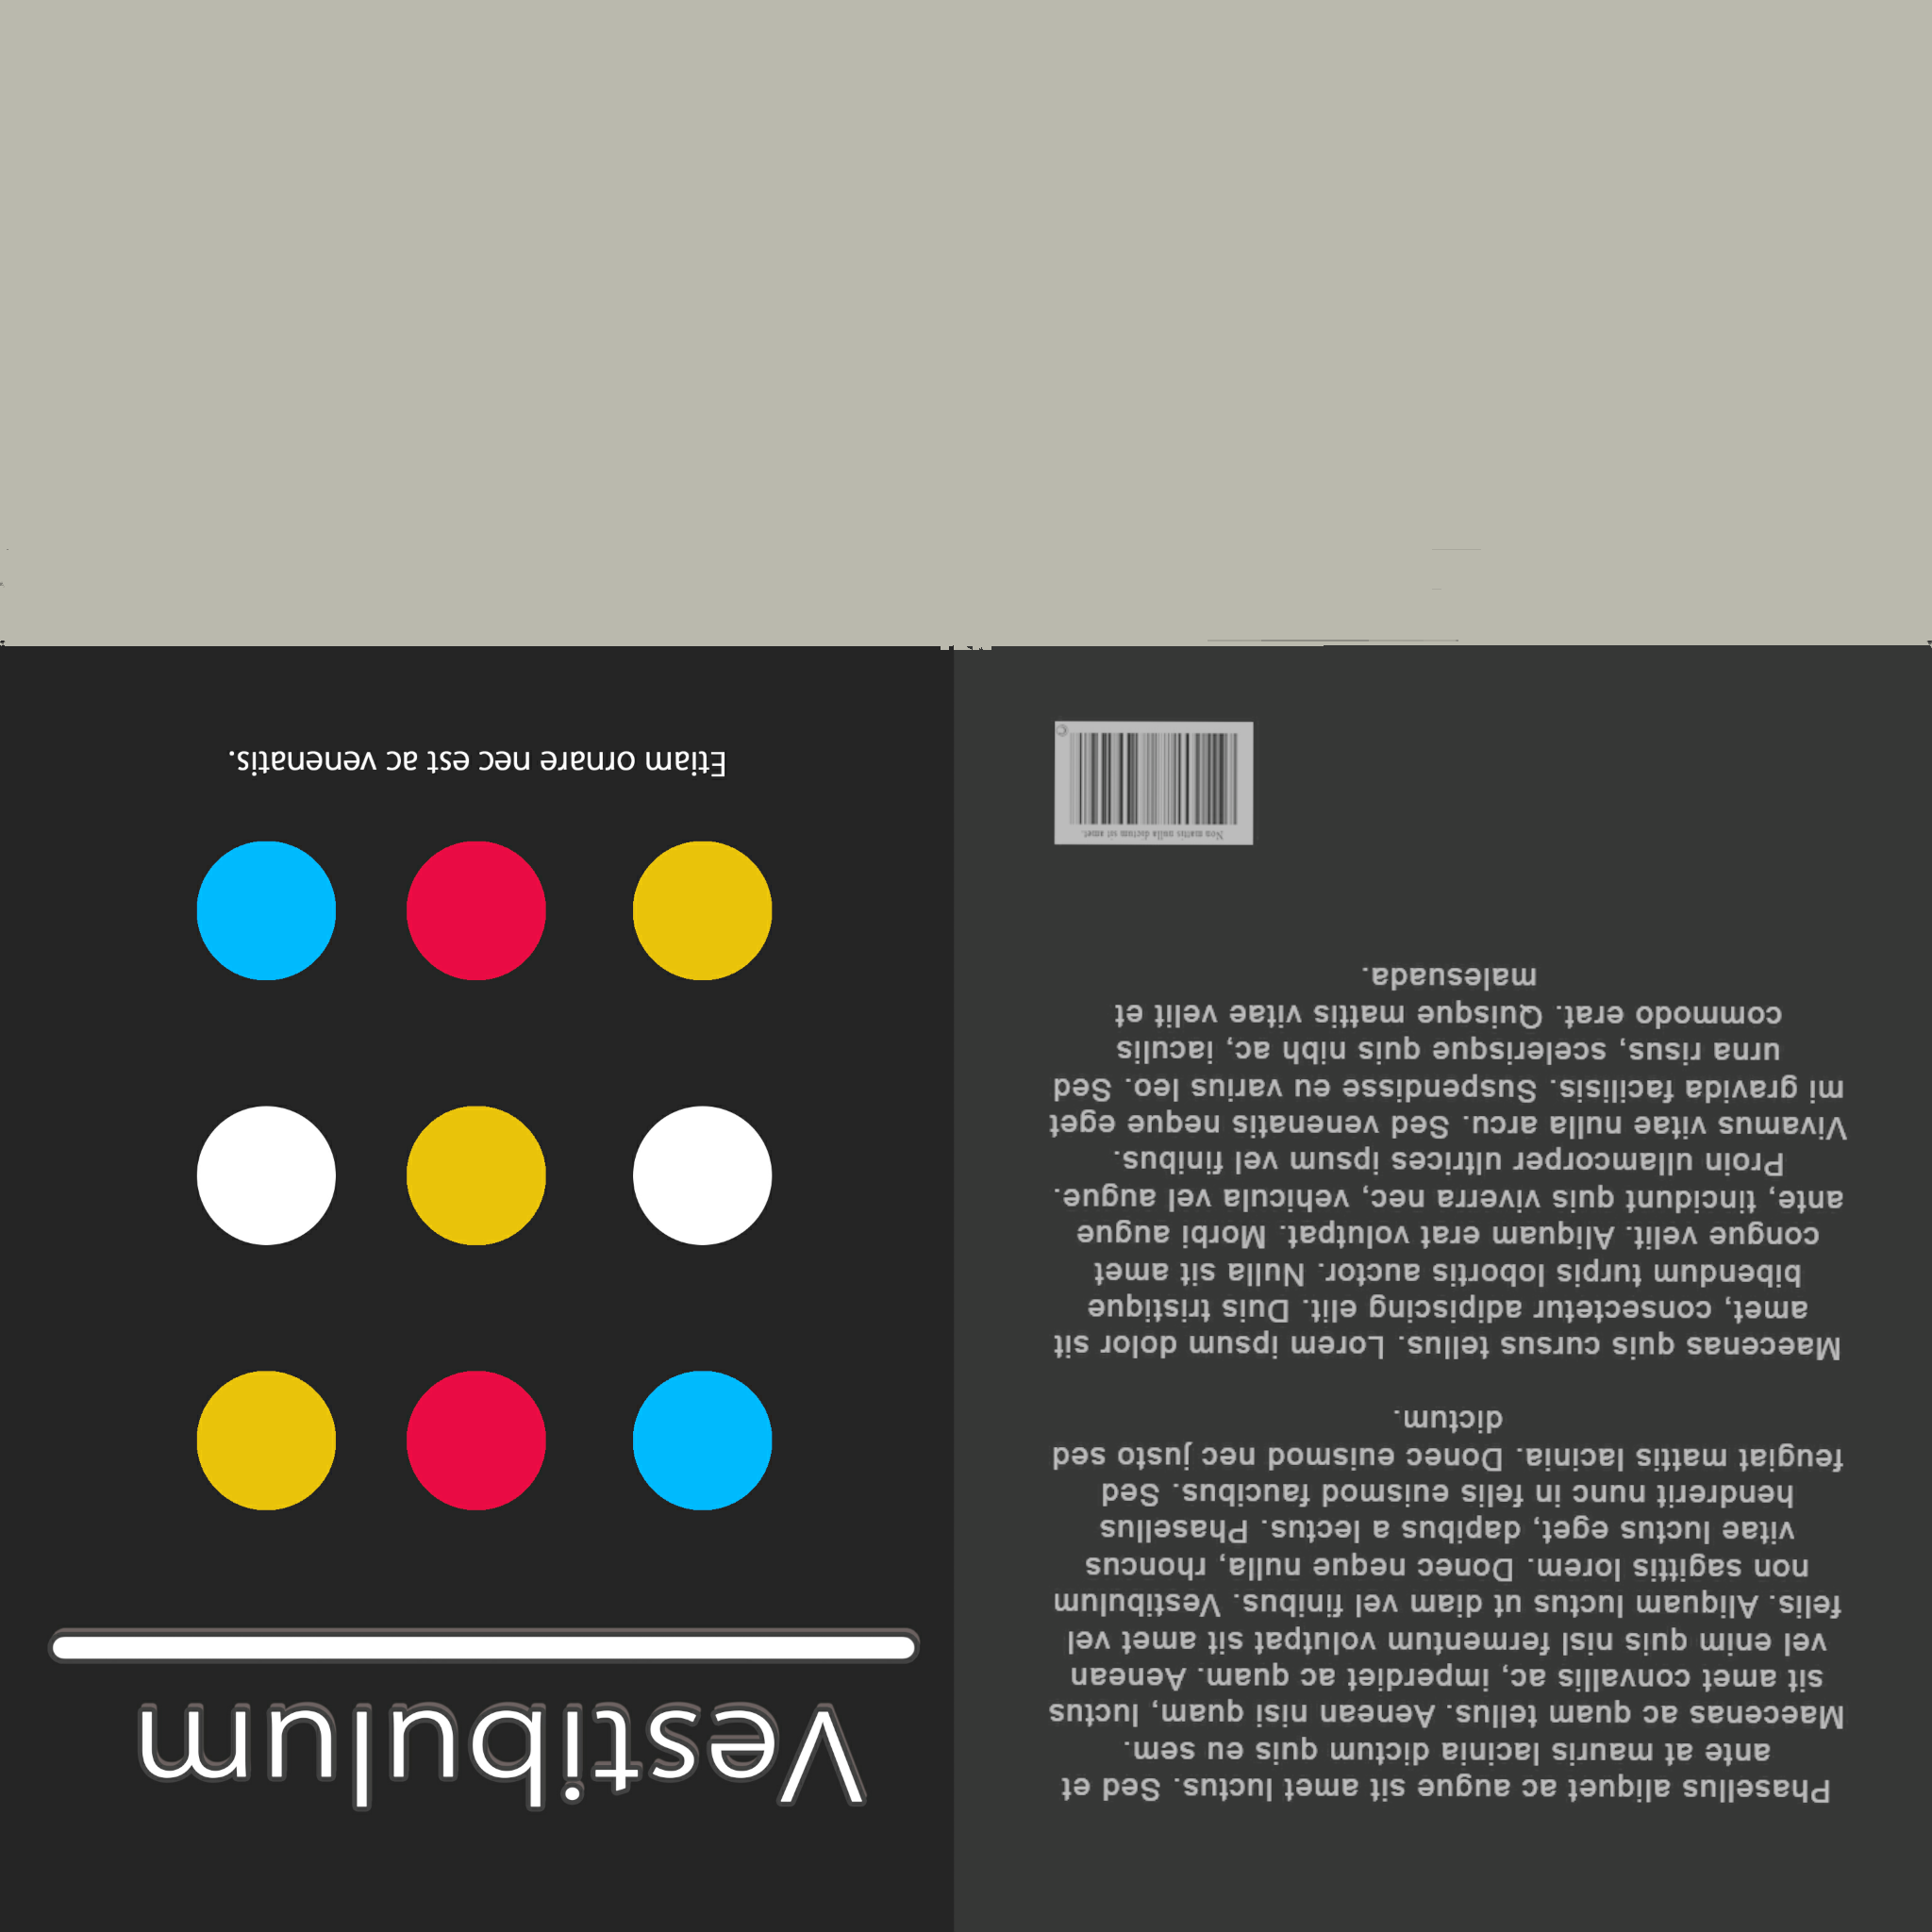 Vestibulum
Etiam ornare nec est ac venenatis.
Phasellus aliquet ac augue sit amet luctus. Sed et
ante at mauris lacinia dictum quis eu sem.
Maecenas ac quam tellus. Aenean nisi quam, luctus
sit amet convallis ac, imperdiet ac quam. Aenean
vel enim quis nisl fermentum volutpat sit amet vel
felis. Aliquam luctus ut diam vel finibus. Vestibulum
non sagittis lorem. Donec neque nulla, rhoncus
vitae luctus eget, dapibus a lectus. Phasellus
hendrerit nunc in felis euismod faucibus. Sed
feugiat mattis lacinia. Donec euismod nec justo sed
dictum.
Maecenas quis cursus tellus. Lorem ipsum dolor sit
amet, consectetur adipiscing elit. Duis tristique
bibendum turpis lobortis auctor. Nulla sit amet
congue velit. Aliquam erat volutpat. Morbi augue
ante, tincidunt quis viverra nec, vehicula vel augue.
Proin ullamcorper ultrices ipsum vel finibus.
Vivamus vitae nulla arcu. Sed venenatis neque eget
mi gravida facilisis. Suspendisse eu varius leo. Sed
urna risus, scelerisque quis nibh ac, iaculis
commodo erat. Quisque mattis vitae velit et
malesuada.
Non mattis nulla dictum sit amet.